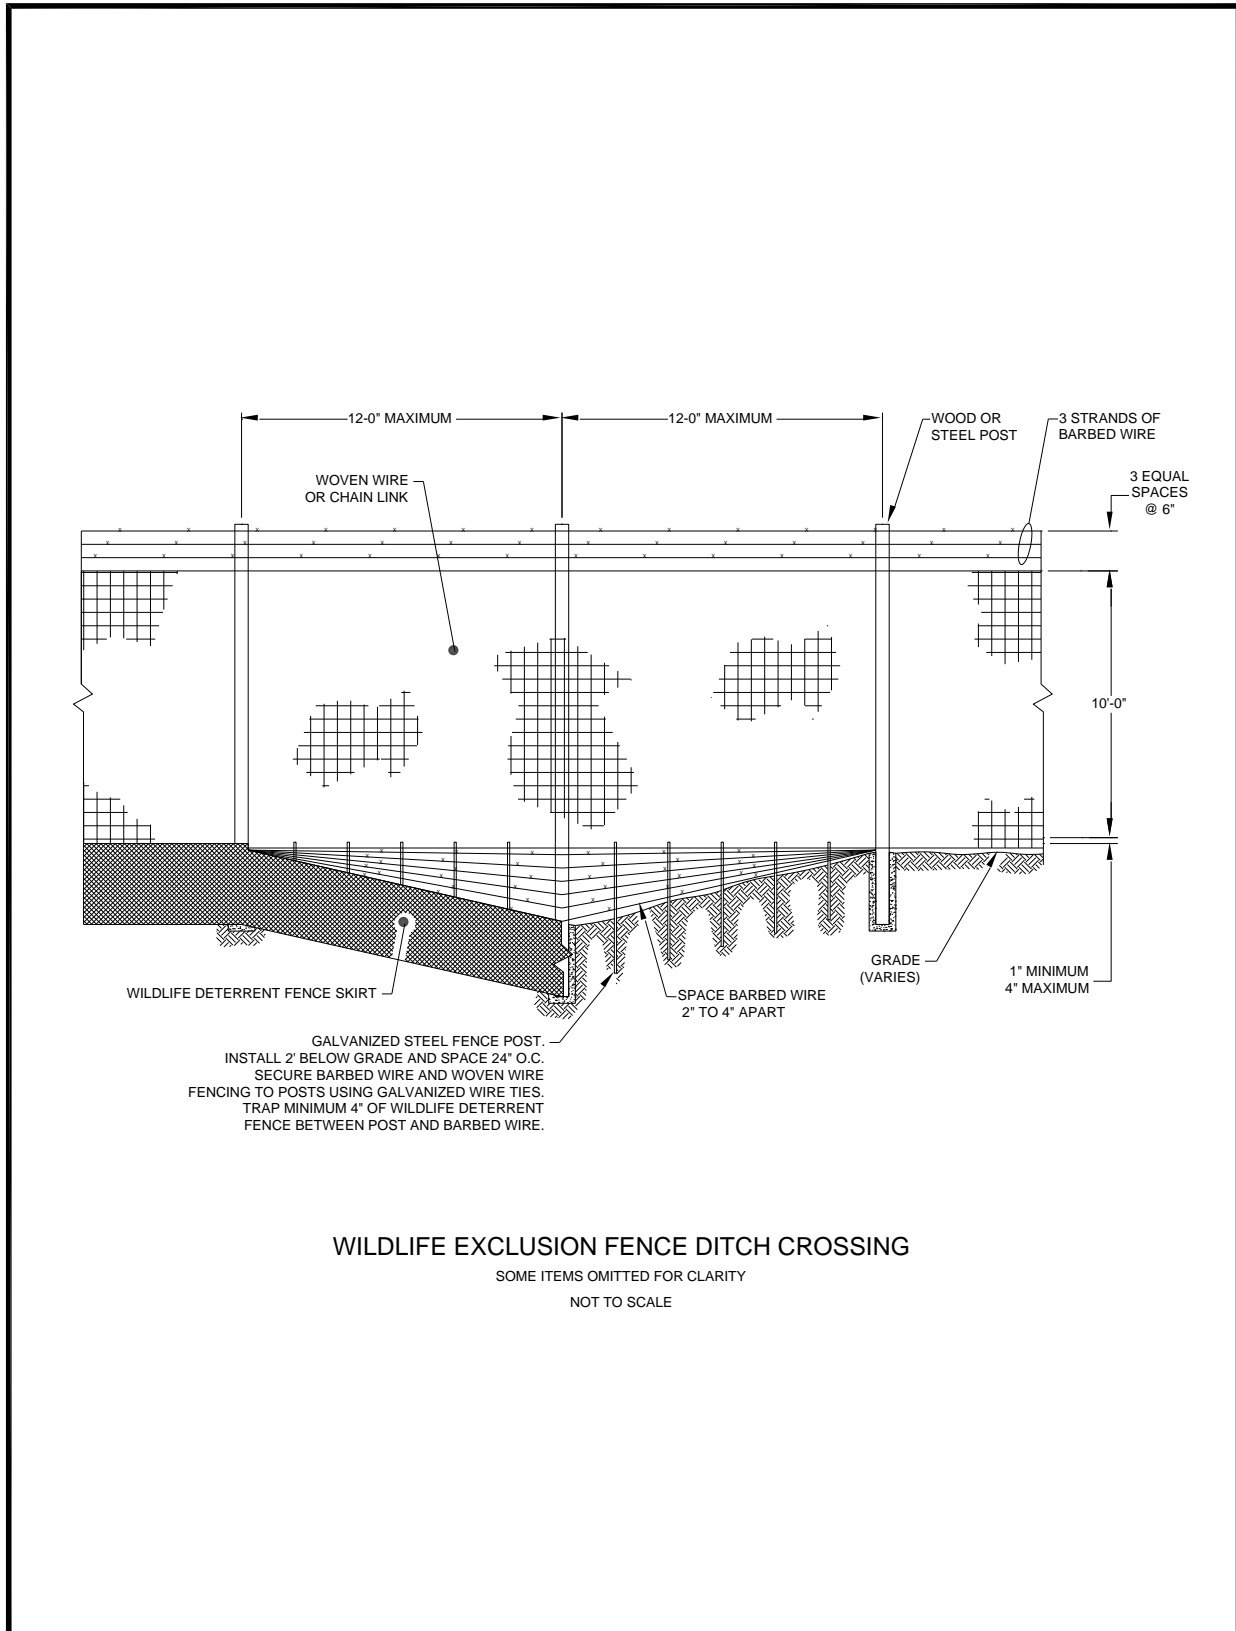 12-0" MAXIMUM
12-0" MAXIMUM
WOOD OR
STEEL POST
3 STRANDS OF
BARBED WIRE
WOVEN WIRE
OR CHAIN LINK
3 EQUAL
SPACES
@ 6"
10'-0"
GRADE
(VARIES)
1" MINIMUM
4" MAXIMUM
WILDLIFE DETERRENT FENCE SKIRT
SPACE BARBED WIRE
2" TO 4" APART
GALVANIZED STEEL FENCE POST.
INSTALL 2' BELOW GRADE AND SPACE 24" O.C.
SECURE BARBED WIRE AND WOVEN WIRE
FENCING TO POSTS USING GALVANIZED WIRE TIES.
TRAP MINIMUM 4" OF WILDLIFE DETERRENT
FENCE BETWEEN POST AND BARBED WIRE.
WILDLIFE EXCLUSION FENCE DITCH CROSSING
SOME ITEMS OMITTED FOR CLARITY
NOT TO SCALE